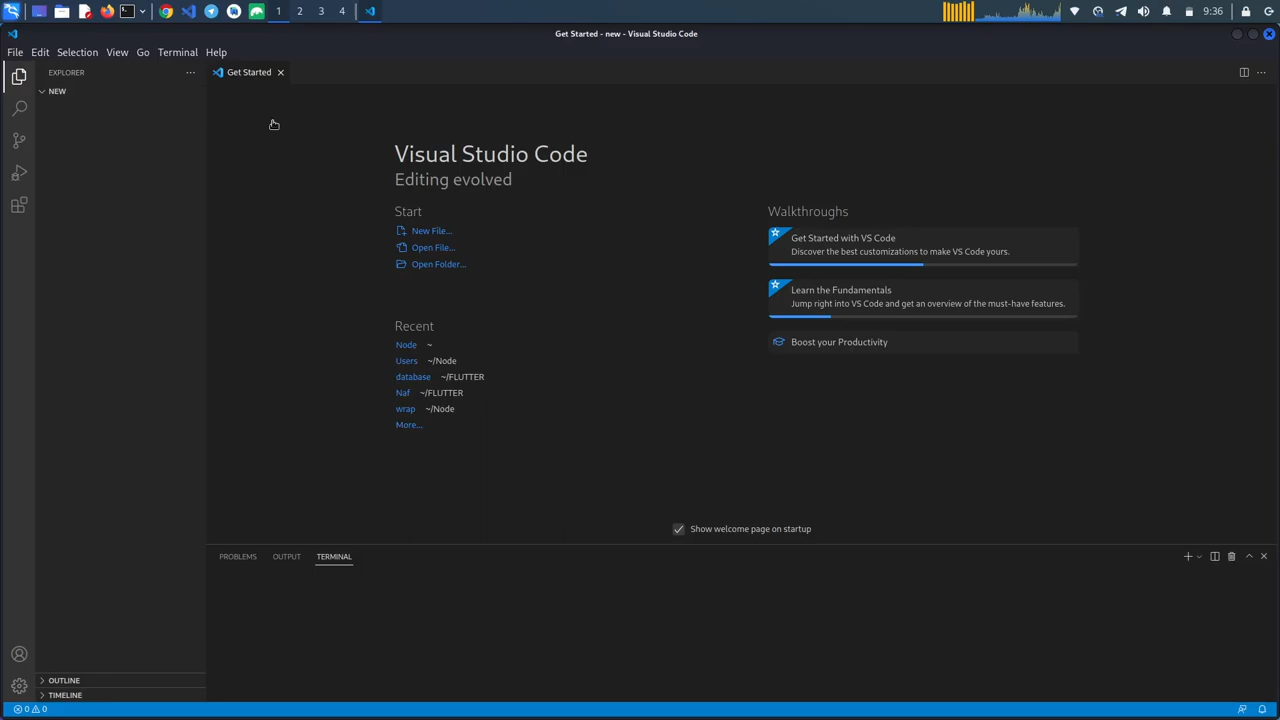 1 2 3 4 9:36
Get Started - new - Visual Studio Code
File Edit Selection View Go Terminal Help
EXPLORER
Get Started
NEW
Visual Studio Code
Editing evolved
Start
New File...
Open File...
Open Folder...
Recent
Node ~
Users ~/Node
database ~/FLUTTER
Naf ~/FLUTTER
wrap ~/Node
More...
Walkthroughs
Get Started with VS Code
Discover the best customizations to make VS Code yours.
Learn the Fundamentals
Jump right into VS Code and get an overview of the must-have features.
Boost your Productivity
Show welcome page on startup
PROBLEMS OUTPUT TERMINAL
OUTLINE
TIMELINE
0 0